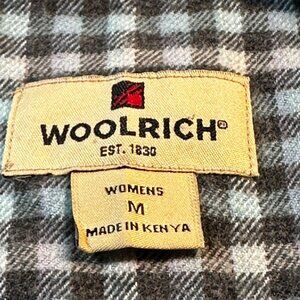 WOOLRICH®
EST. 1830
WOMENS
M
MADE IN KENYA